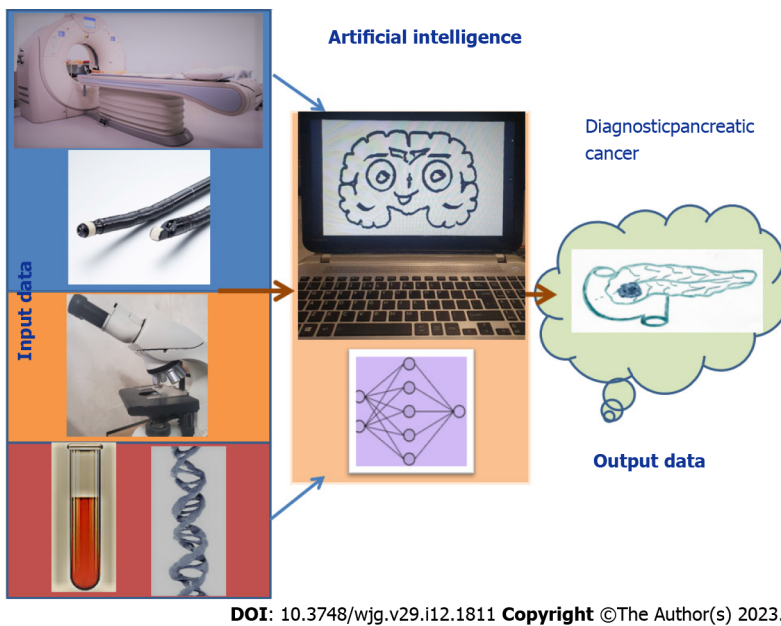 Artificial intelligence
Diagnosticpancreatic
cancer
Input data
Output data
DOI: 10.3748/wjg.v29.i12.1811 Copyright ©The Author(s) 2023.